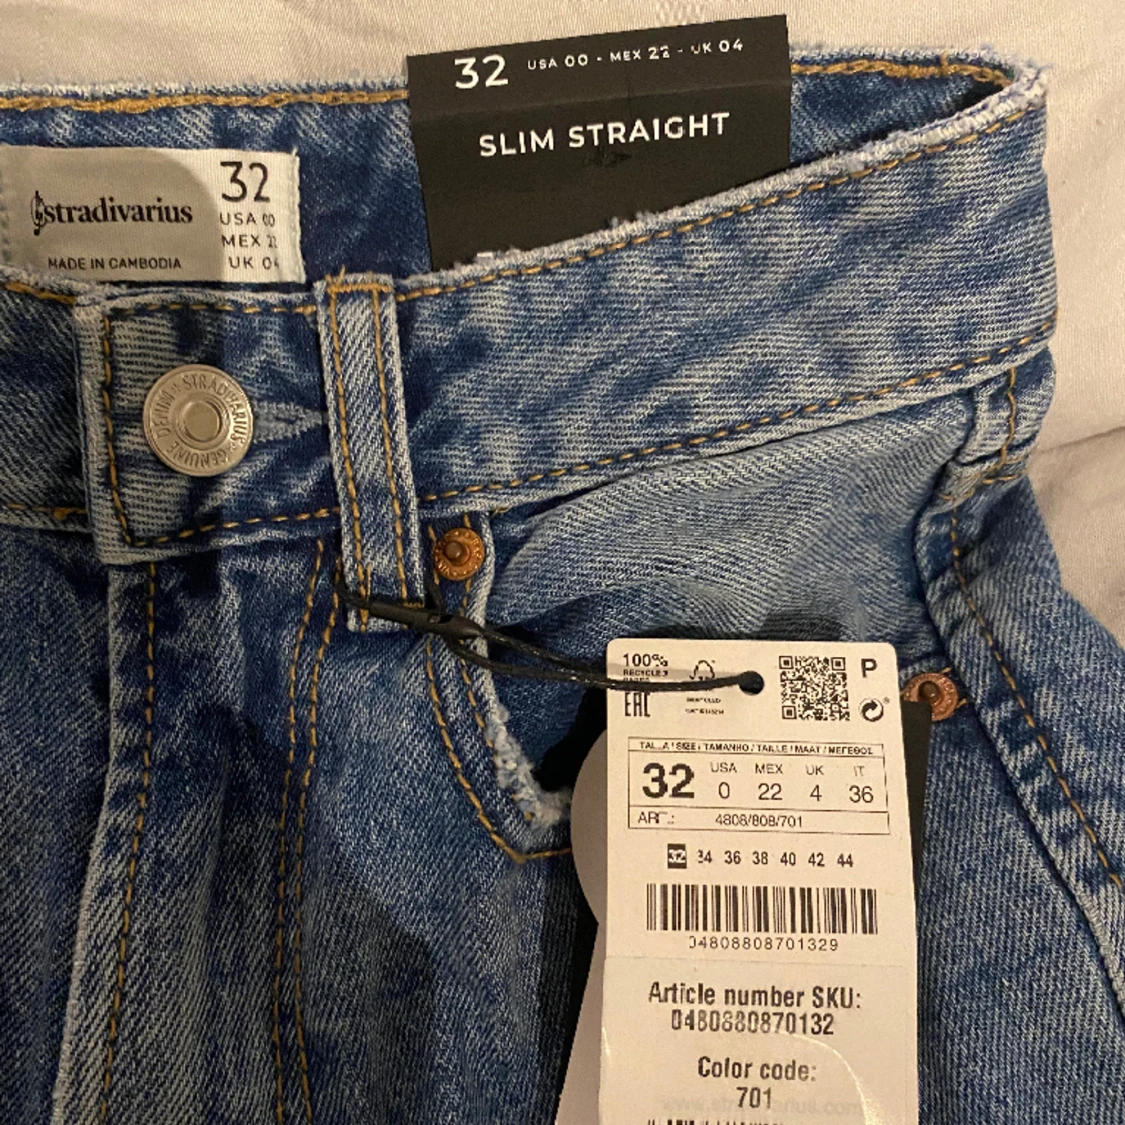 32 USA 00 - MEX 22 - UK 04
SLIM STRAIGHT
stradivarius
32
USA 00
MEX 22
UK 04
MADE IN CAMBODIA
STRADIVARIUS GENUINE DENIM
100%
P
EAC
TALLA / SIZE / TAMANHO / TAILLE / MAAT / ΜΕΓΕΘΟΣ
32 USA 0 MEX 22 UK 4 IT 36
ART.: 4808/808/701
32 34 36 38 40 42 44
04808808701329
Article number SKU:
0480880870132
Color code:
701